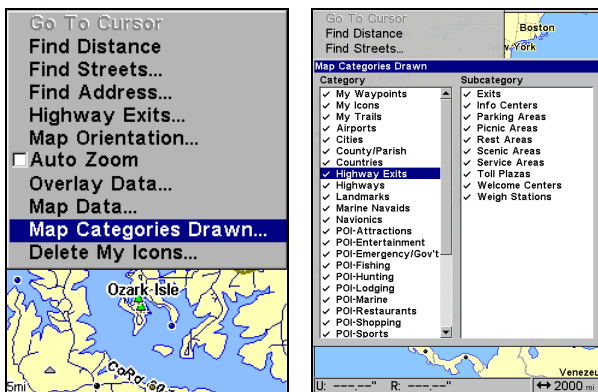 Go To Cursor
Find Distance
Find Streets...
Find Address...
Highway Exits...
Map Orientation...
Auto Zoom
Overlay Data...
Map Data...
Map Categories Drawn...
Delete My Icons...
Ozark Isle
CoRd 60
5mi
Go To Cursor
Find Distance
Find Streets...
Boston
York
Map Categories Drawn
Category
My Waypoints
My Icons
My Trails
Airports
Cities
County/Parish
Countries
Highway Exits
Highways
Landmarks
Marine Navaids
Navionics
POI-Attractions
POI-Entertainment
POI-Emergency/Gov't
POI-Fishing
POI-Hunting
POI-Lodging
POI-Marine
POI-Restaurants
POI-Shopping
POI-Sports
Subcategory
Exits
Info Centers
Parking Areas
Picnic Areas
Rest Areas
Scenic Areas
Service Areas
Toll Plazas
Welcome Centers
Weigh Stations
Venezue
U: ---.--" R: ---.--" 2000 mi